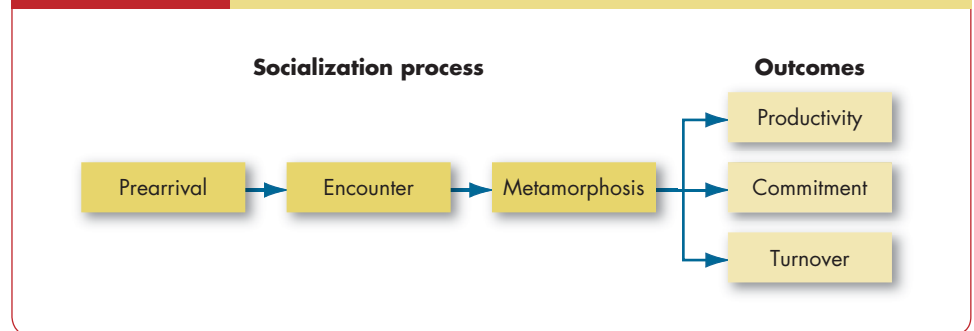 Socialization process
Outcomes
Prearrival
Encounter
Metamorphosis
Productivity
Commitment
Turnover